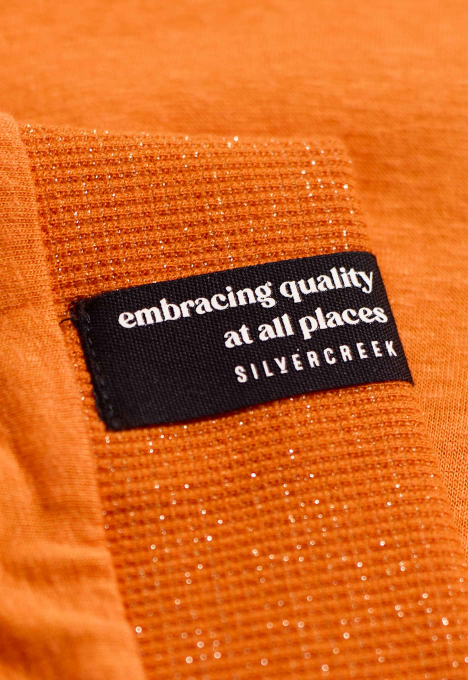 embracing quality
at all places
SILVERCREEK